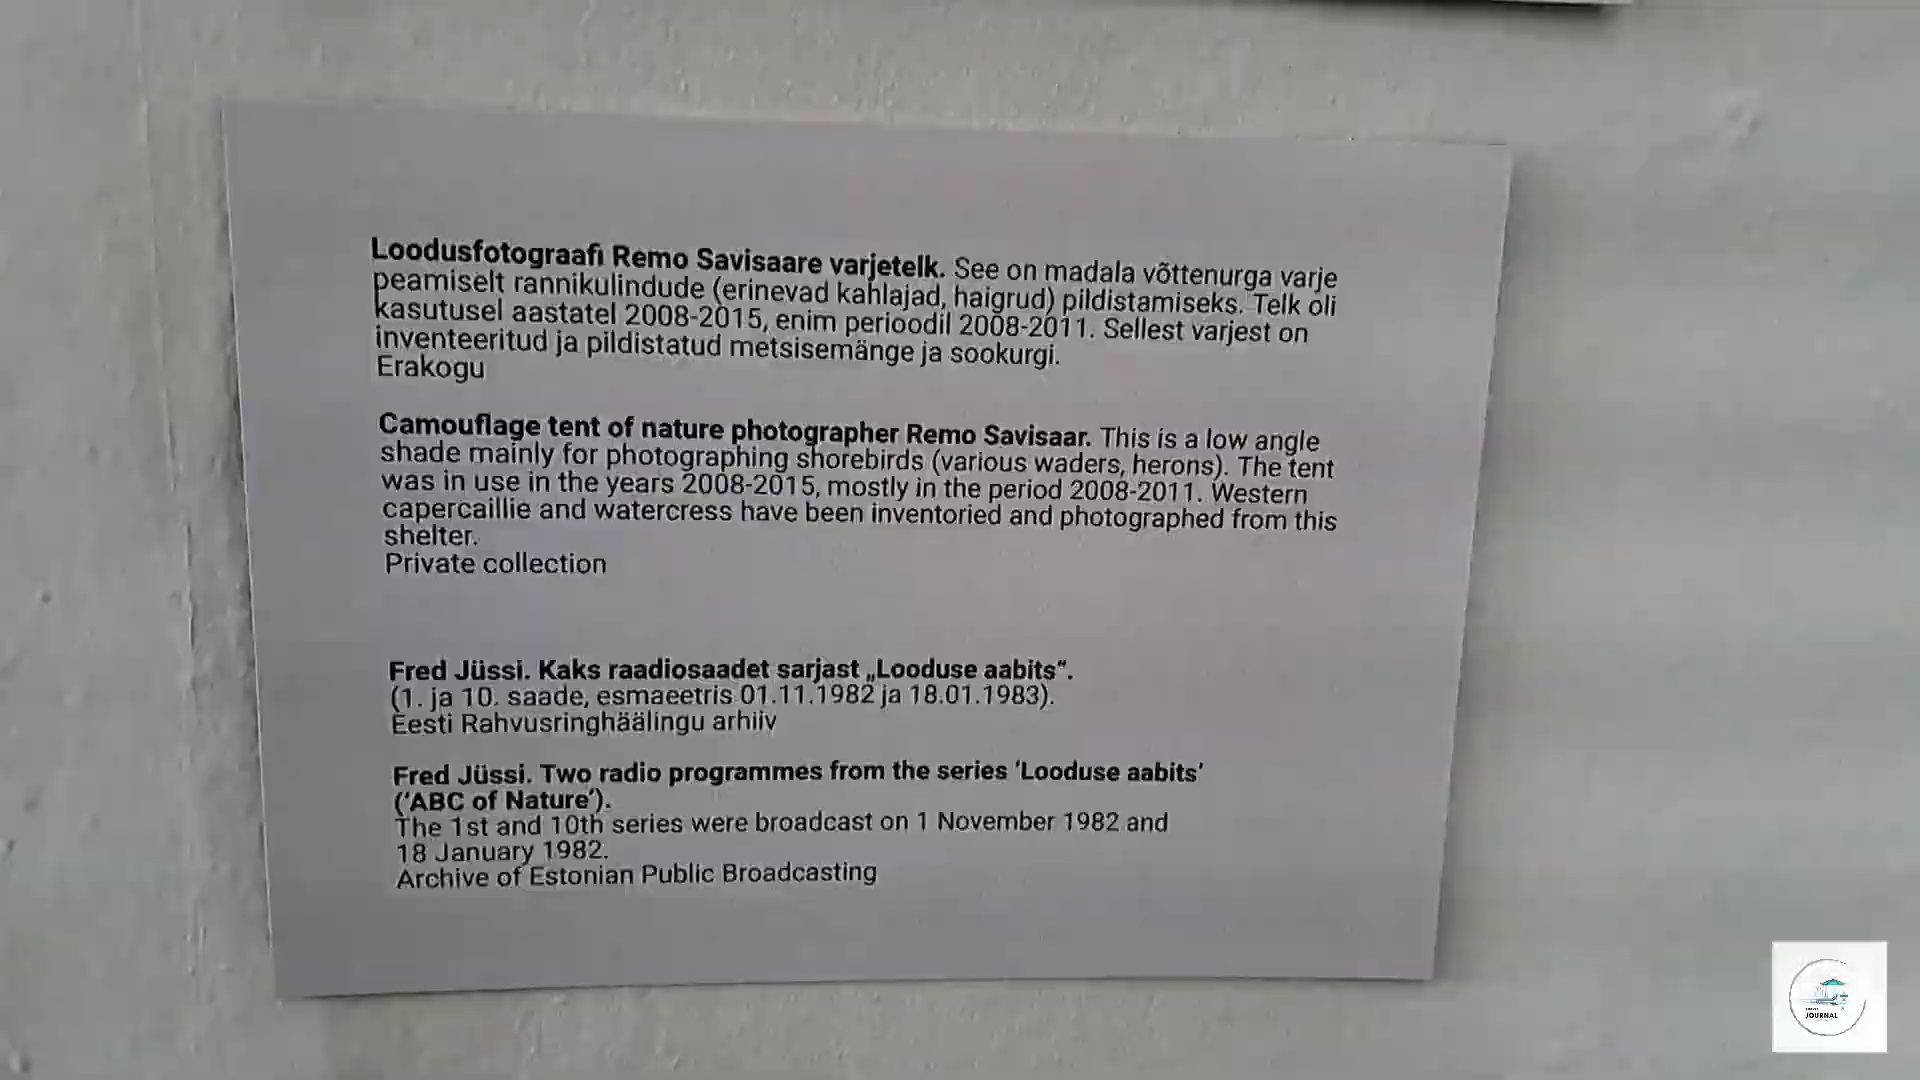 Loodusfotograafi Remo Savisaare varjetelk. See on madala võttenurga varje
peamiselt rannikulindude (erinevad kahlajad, haigrud) pildistamiseks. Telk oli
kasutusel aastatel 2008-2015, enim perioodil 2008-2011. Sellest varjest on
inventeeritud ja pildistatud metsisemänge ja sookurgi.
Erakogu
Camouflage tent of nature photographer Remo Savisaar. This is a low angle
shade mainly for photographing shorebirds (various waders, herons). The tent
was in use in the years 2008-2015, mostly in the period 2008-2011. Western
capercaillie and watercress have been inventoried and photographed from this
shelter.
Private collection
Fred Jüssi. Kaks raadiosaadet sarjast „Looduse aabits“.
(1. ja 10. saade, esmaeetris 01.11.1982 ja 18.01.1983).
Eesti Rahvusringhäälingu arhiiv
Fred Jüssi. Two radio programmes from the series ‘Looduse aabits’
(‘ABC of Nature’).
The 1st and 10th series were broadcast on 1 November 1982 and
18 January 1982.
Archive of Estonian Public Broadcasting
JOURNAL